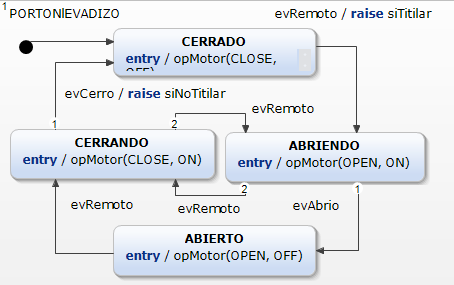 1
PORTONlEVADIZO
evRemoto / raise siTitilar
CERRADO
entry / opMotor(CLOSE,
OFF)
evCerro / raise siNoTitilar
evRemoto
1
2
CERRANDO
entry / opMotor(CLOSE, ON)
ABRIENDO
entry / opMotor(OPEN, ON)
2
1
evRemoto
evRemoto
evAbrio
ABIERTO
entry / opMotor(OPEN, OFF)